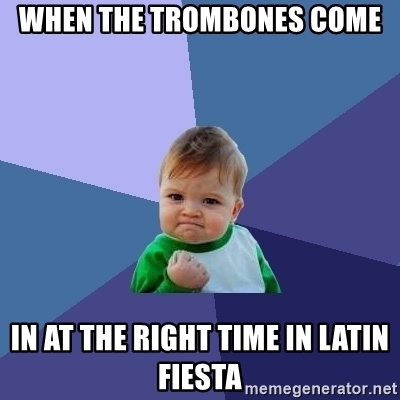 WHEN THE TROMBONES COME
IN AT THE RIGHT TIME IN LATIN
FIESTA
memegenerator.net